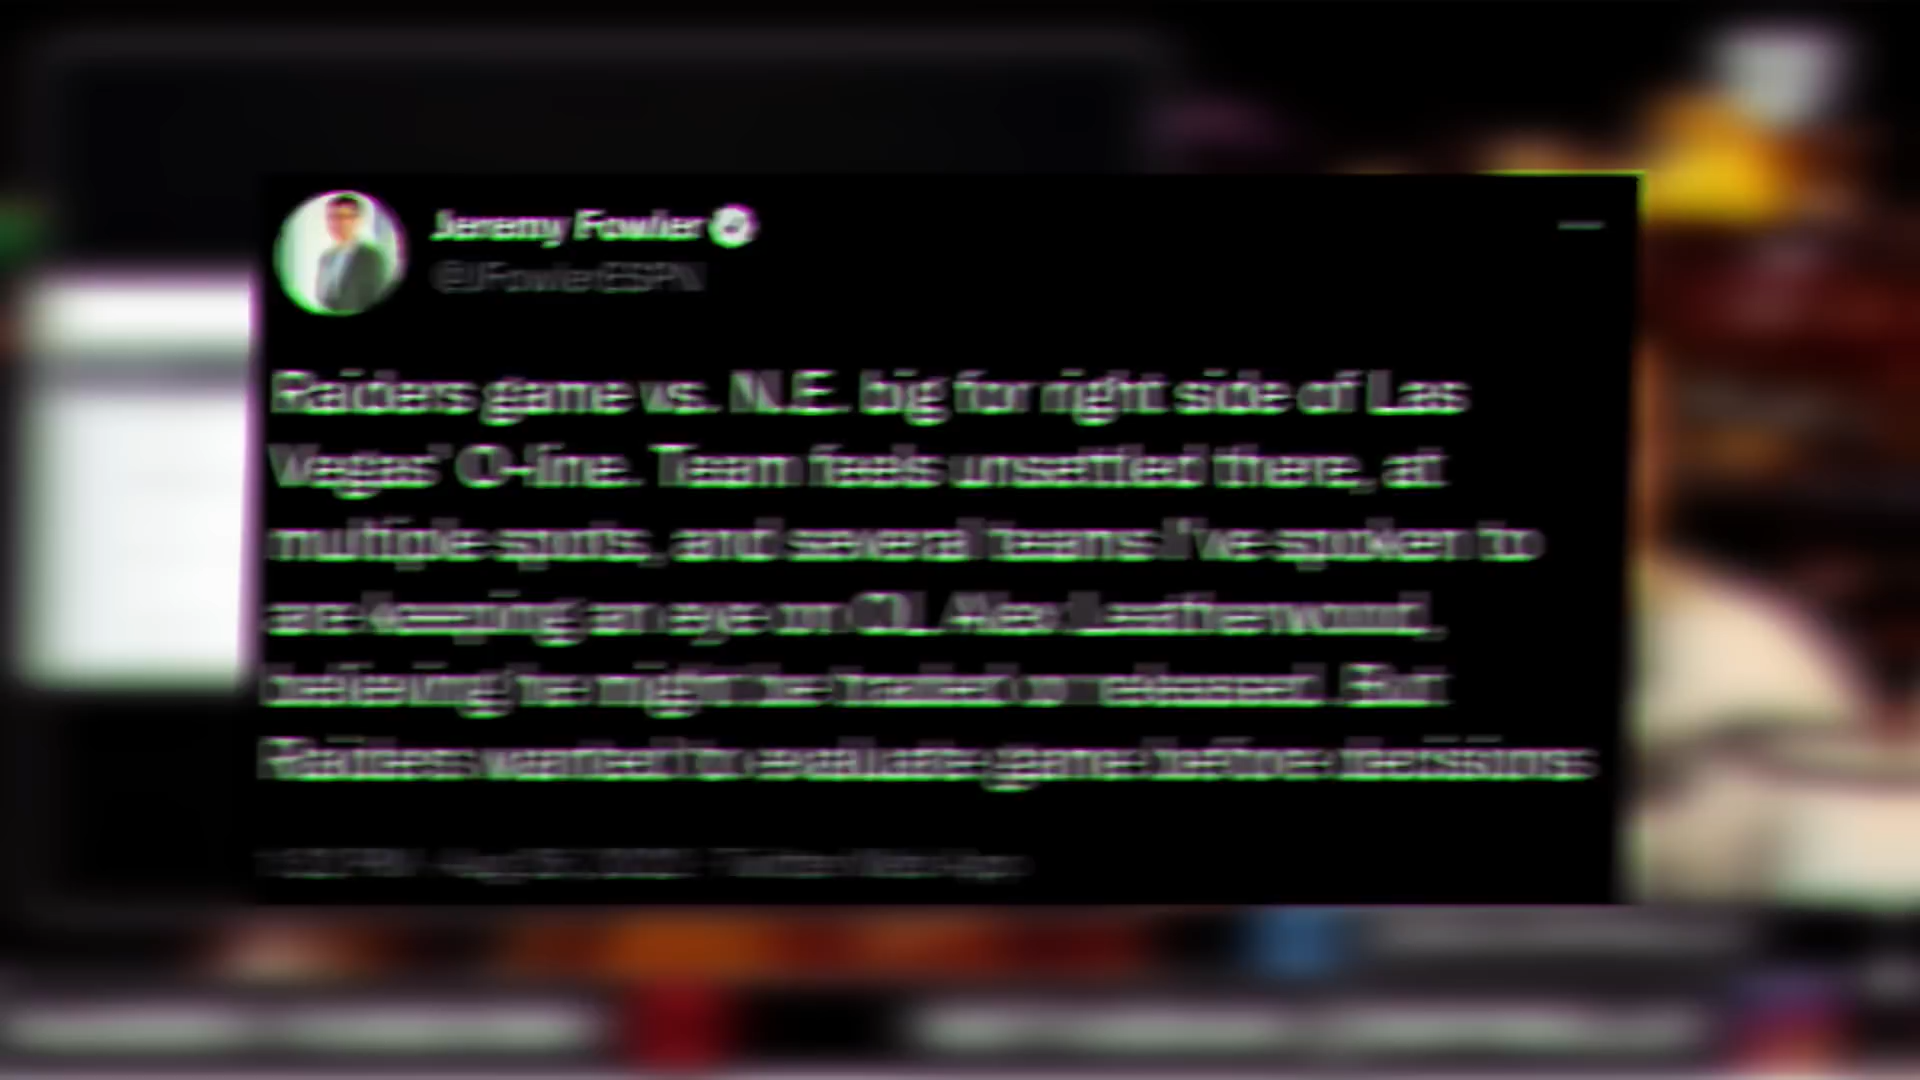 Jeremy Fowler
@JFowlerESPN
Raiders game vs. N.E. big for right side of Las
Vegas' O-line. Team feels unsettled there, at
multiple spots, and several teams I've spoken to
are keeping an eye on OL Alex Leatherwood,
believing he might be traded or released. But
Raiders wanted to evaluate game before decisions